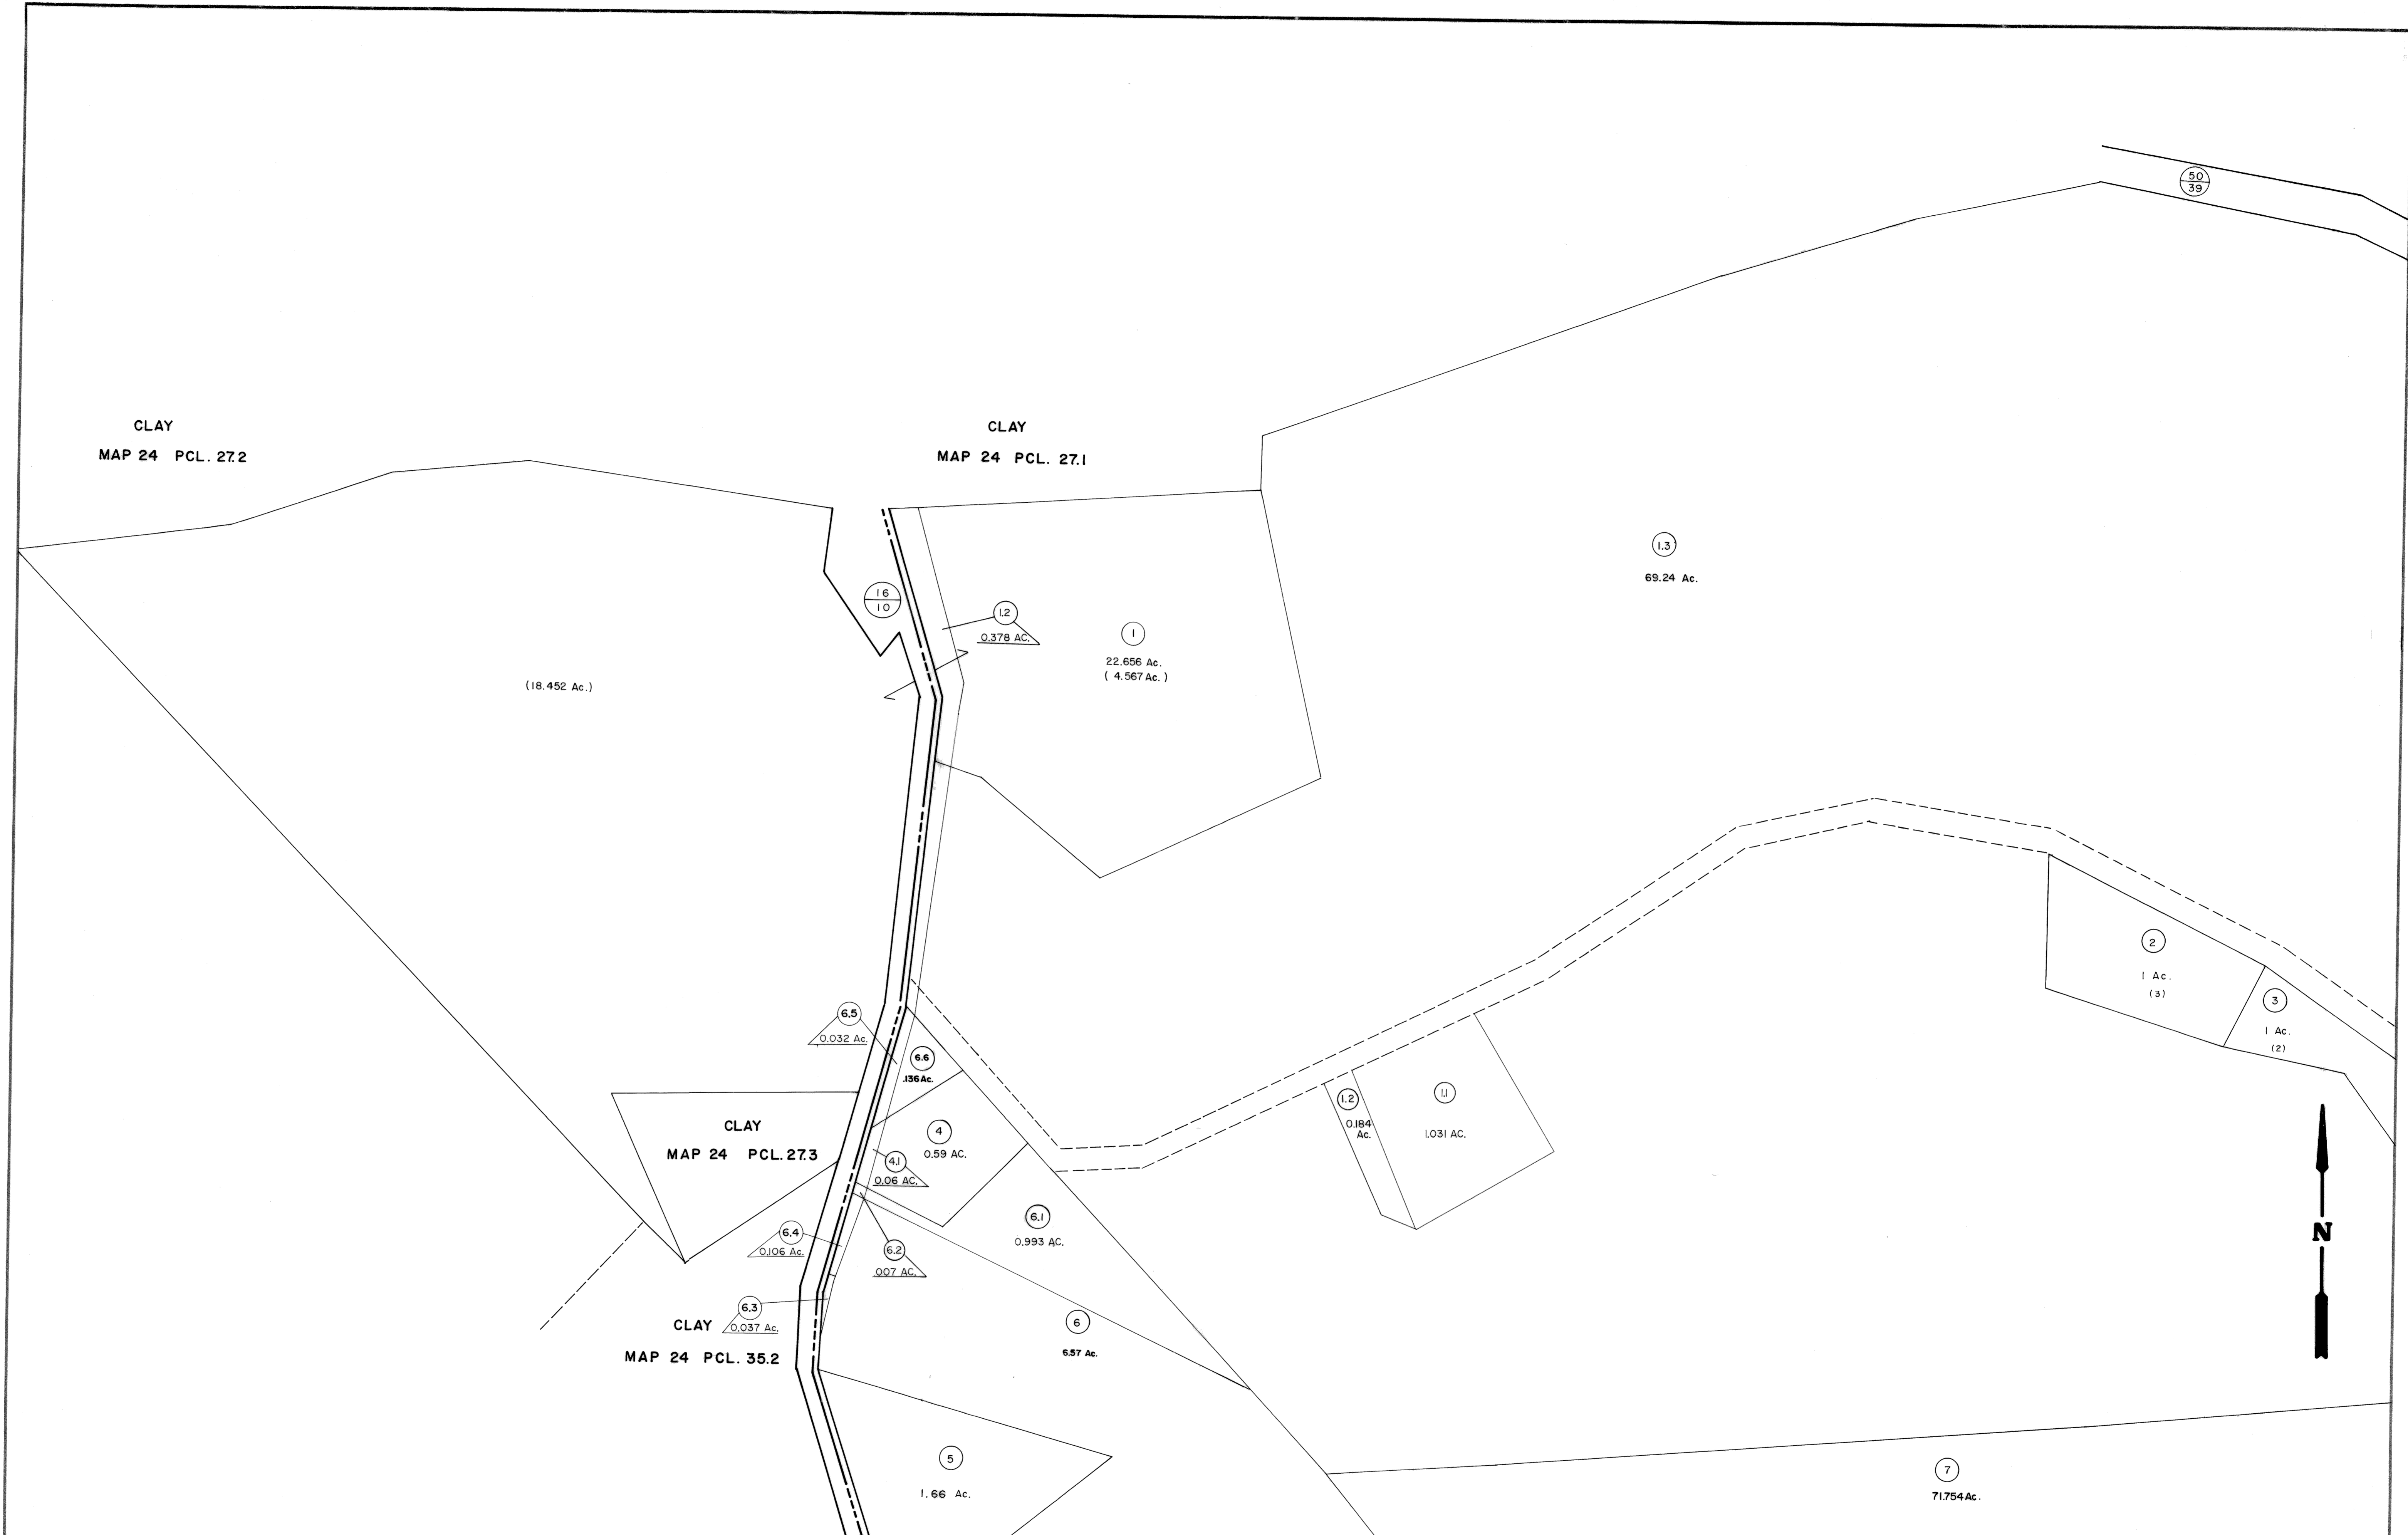 50
39
CLAY
MAP 24 PCL. 27.2
CLAY
MAP 24 PCL. 27.1
1.3
69.24 Ac.
16
10
1.2
0.378 AC.
1
22.656 Ac.
( 4.567 Ac. )
(18.452 Ac.)
2
1 Ac.
(3)
3
1 Ac.
(2)
6.5
0.032 Ac.
6.6
.136 Ac.
1.2
0.184
Ac.
1.1
1.031 AC.
CLAY
MAP 24 PCL. 27.3
4
0.59 AC.
4.1
0.06 AC.
6.1
0.993 AC.
6.4
0.106 Ac.
6.2
.007 AC.
N
6.3
0.037 Ac.
CLAY
MAP 24 PCL. 35.2
6
6.57 Ac.
5
1.66 Ac.
7
71.754 Ac.